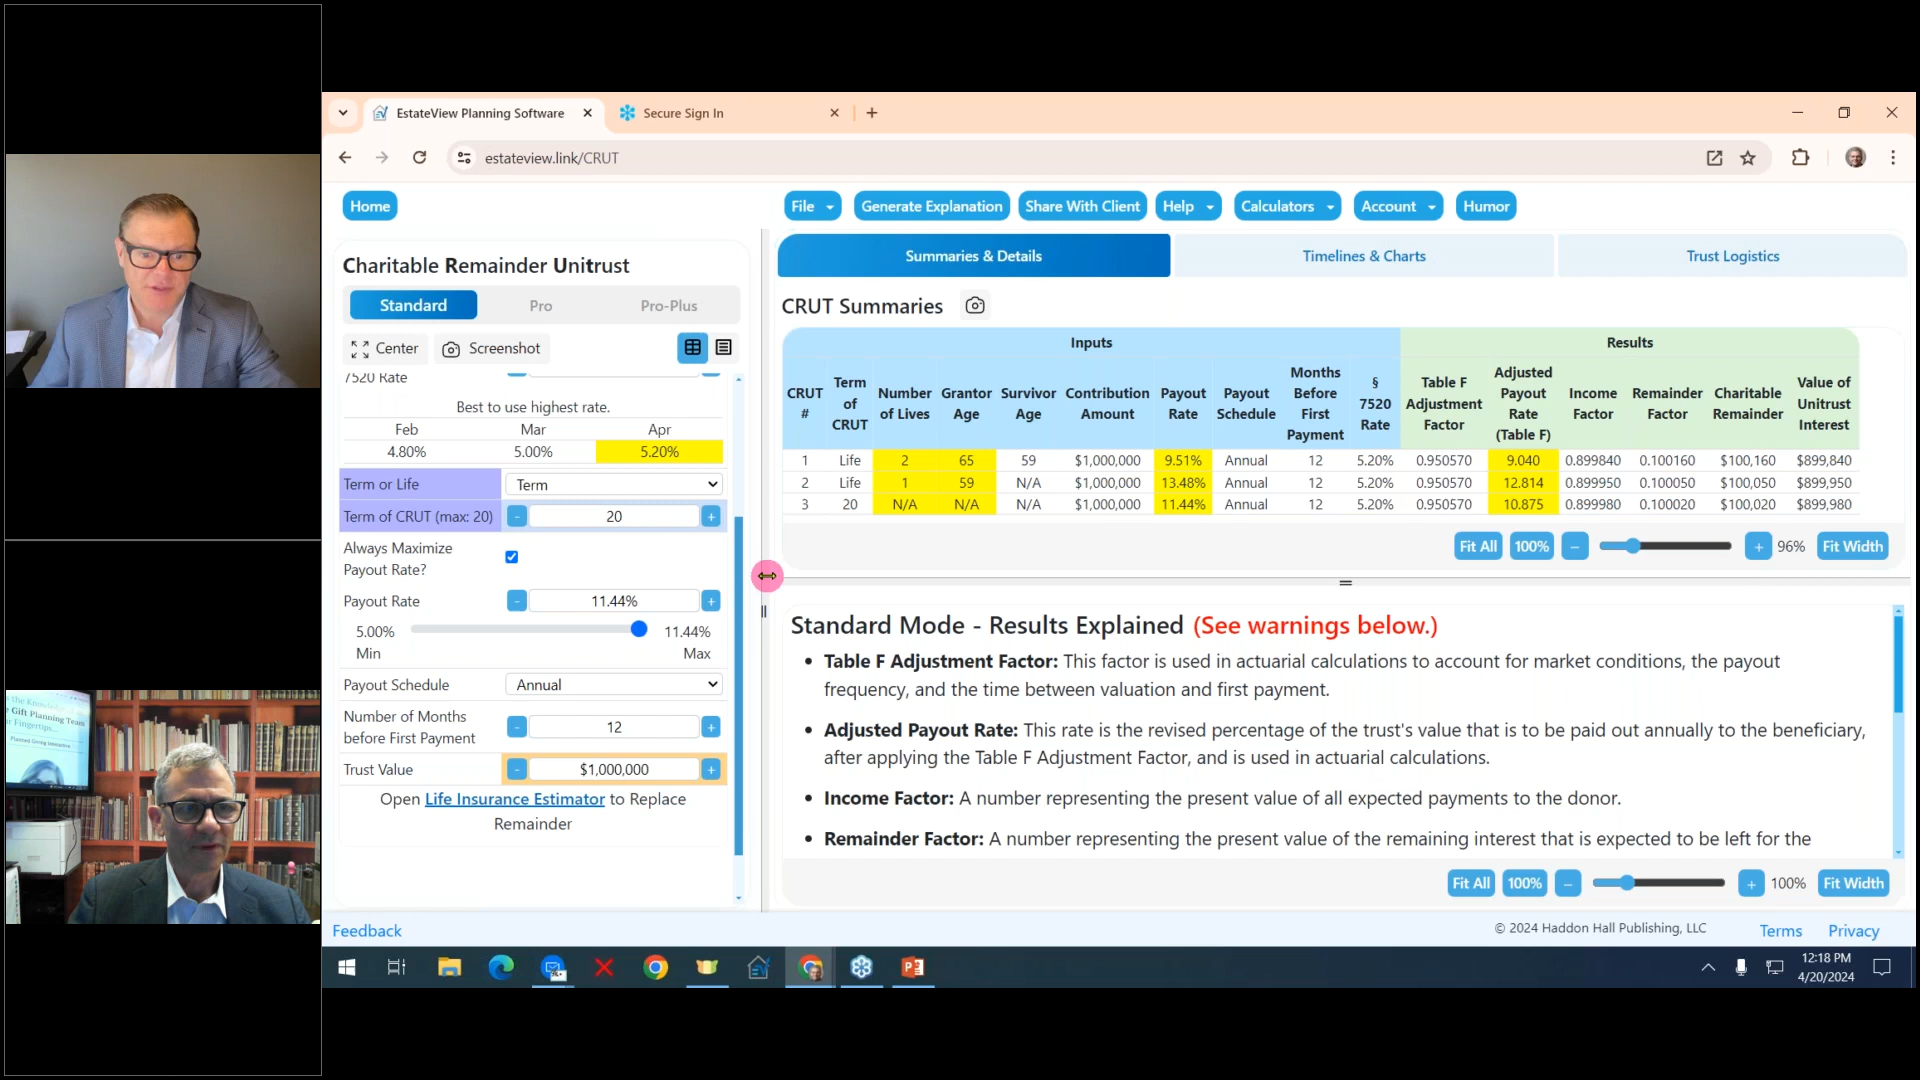 EstateView Planning Software
Secure Sign In
estateview.link/CRUT
Home
File
Generate Explanation
Share With Client
Help
Calculators
Account
Humor
Charitable Remainder Unitrust
Standard
Pro
Pro-Plus
Center
Screenshot
7520 Rate
Best to use highest rate.
Feb Mar Apr
4.80% 5.00% 5.20%
Term or Life Term
Term of CRUT (max: 20) - 20 +
Always Maximize
Payout Rate?
Payout Rate - 11.44% +
5.00% 11.44%
Min Max
Payout Schedule Annual
Number of Months
before First Payment - 12 +
Trust Value - $1,000,000 +
Open Life Insurance Estimator to Replace
Remainder
Summaries & Details
Timelines & Charts
Trust Logistics
CRUT Summaries
Inputs Results
CRUT # Term of CRUT Number of Lives Grantor Age Survivor Age Contribution Amount Payout Rate Payout Schedule Months Before First Payment § 7520 Rate Table F Adjustment Factor Adjusted Payout Rate (Table F) Income Factor Remainder Factor Charitable Remainder Value of Unitrust Interest
1 Life 2 65 59 $1,000,000 9.51% Annual 12 5.20% 0.950570 9.040 0.899840 0.100160 $100,160 $899,840
2 Life 1 59 N/A $1,000,000 13.48% Annual 12 5.20% 0.950570 12.814 0.899950 0.100050 $100,050 $899,950
3 20 N/A N/A N/A $1,000,000 11.44% Annual 12 5.20% 0.950570 10.875 0.899980 0.100020 $100,020 $899,980
Fit All 100% - + 96% Fit Width
Standard Mode - Results Explained (See warnings below.)
• Table F Adjustment Factor: This factor is used in actuarial calculations to account for market conditions, the payout
frequency, and the time between valuation and first payment.
• Adjusted Payout Rate: This rate is the revised percentage of the trust's value that is to be paid out annually to the beneficiary,
after applying the Table F Adjustment Factor, and is used in actuarial calculations.
• Income Factor: A number representing the present value of all expected payments to the donor.
• Remainder Factor: A number representing the present value of the remaining interest that is expected to be left for the
Fit All 100% - + 100% Fit Width
Feedback
© 2024 Haddon Hall Publishing, LLC
Terms
Privacy
12:18 PM
4/20/2024
Gift Planning Team
Fingertips...